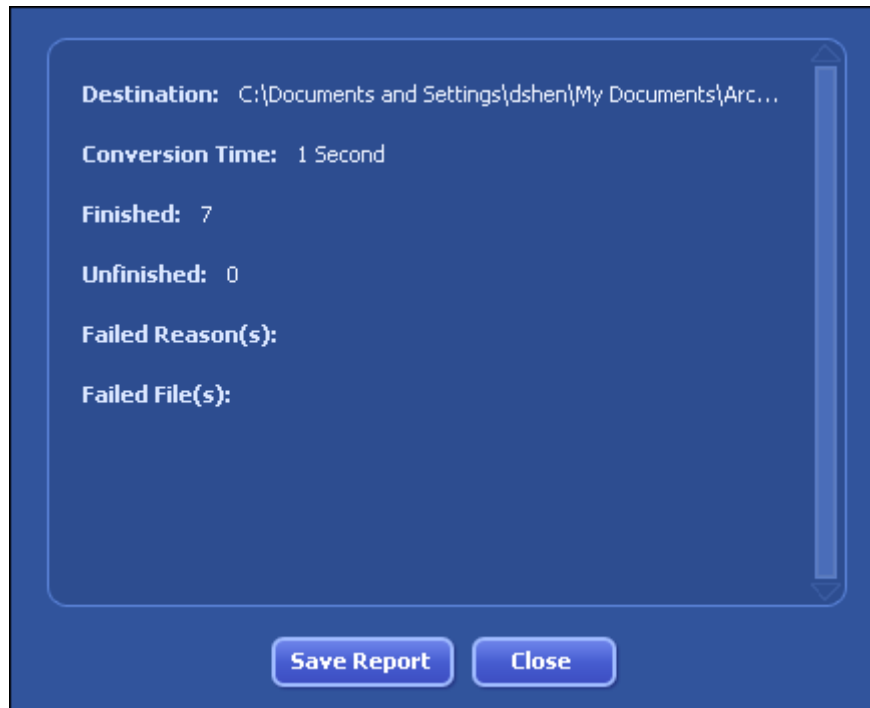 Destination: C:\Documents and Settings\dshen\My Documents\Arc...
Conversion Time: 1 Second
Finished: 7
Unfinished: 0
Failed Reason(s):
Failed File(s):
Save Report Close